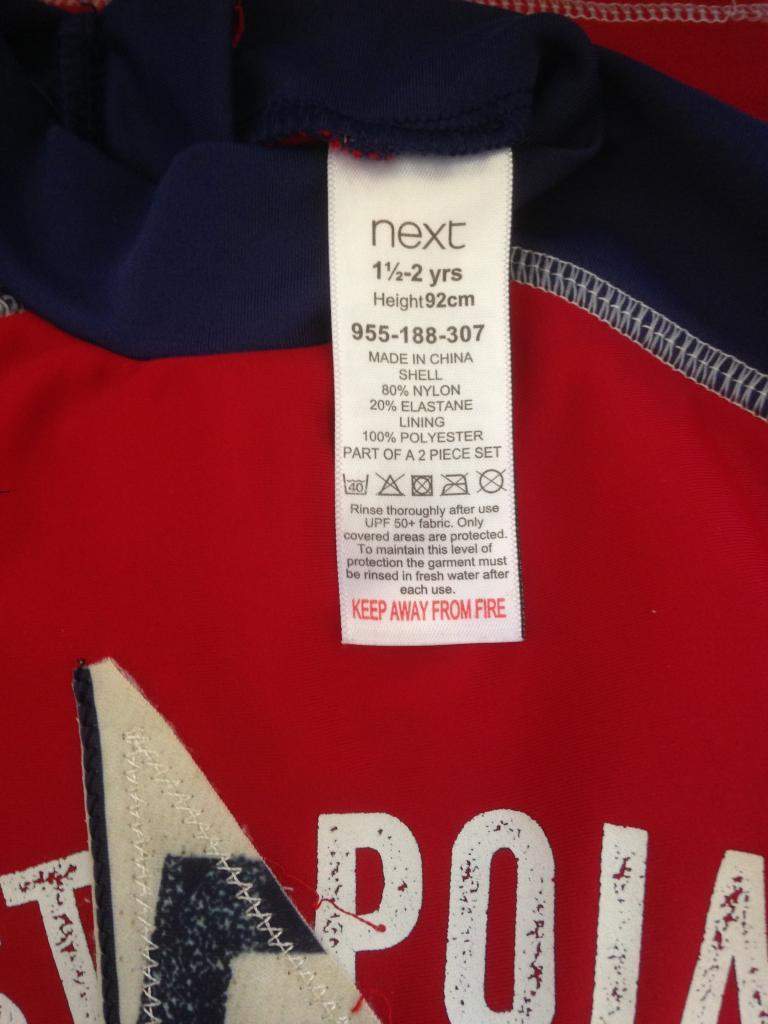 next
1½-2 yrs
Height 92cm
955-188-307
MADE IN CHINA
SHELL
80% NYLON
20% ELASTANE
LINING
100% POLYESTER
PART OF A 2 PIECE SET
40
Rinse thoroughly after use
UPF 50+ fabric. Only
covered areas are protected.
To maintain this level of
protection the garment must
be rinsed in fresh water after
each use.
KEEP AWAY FROM FIRE